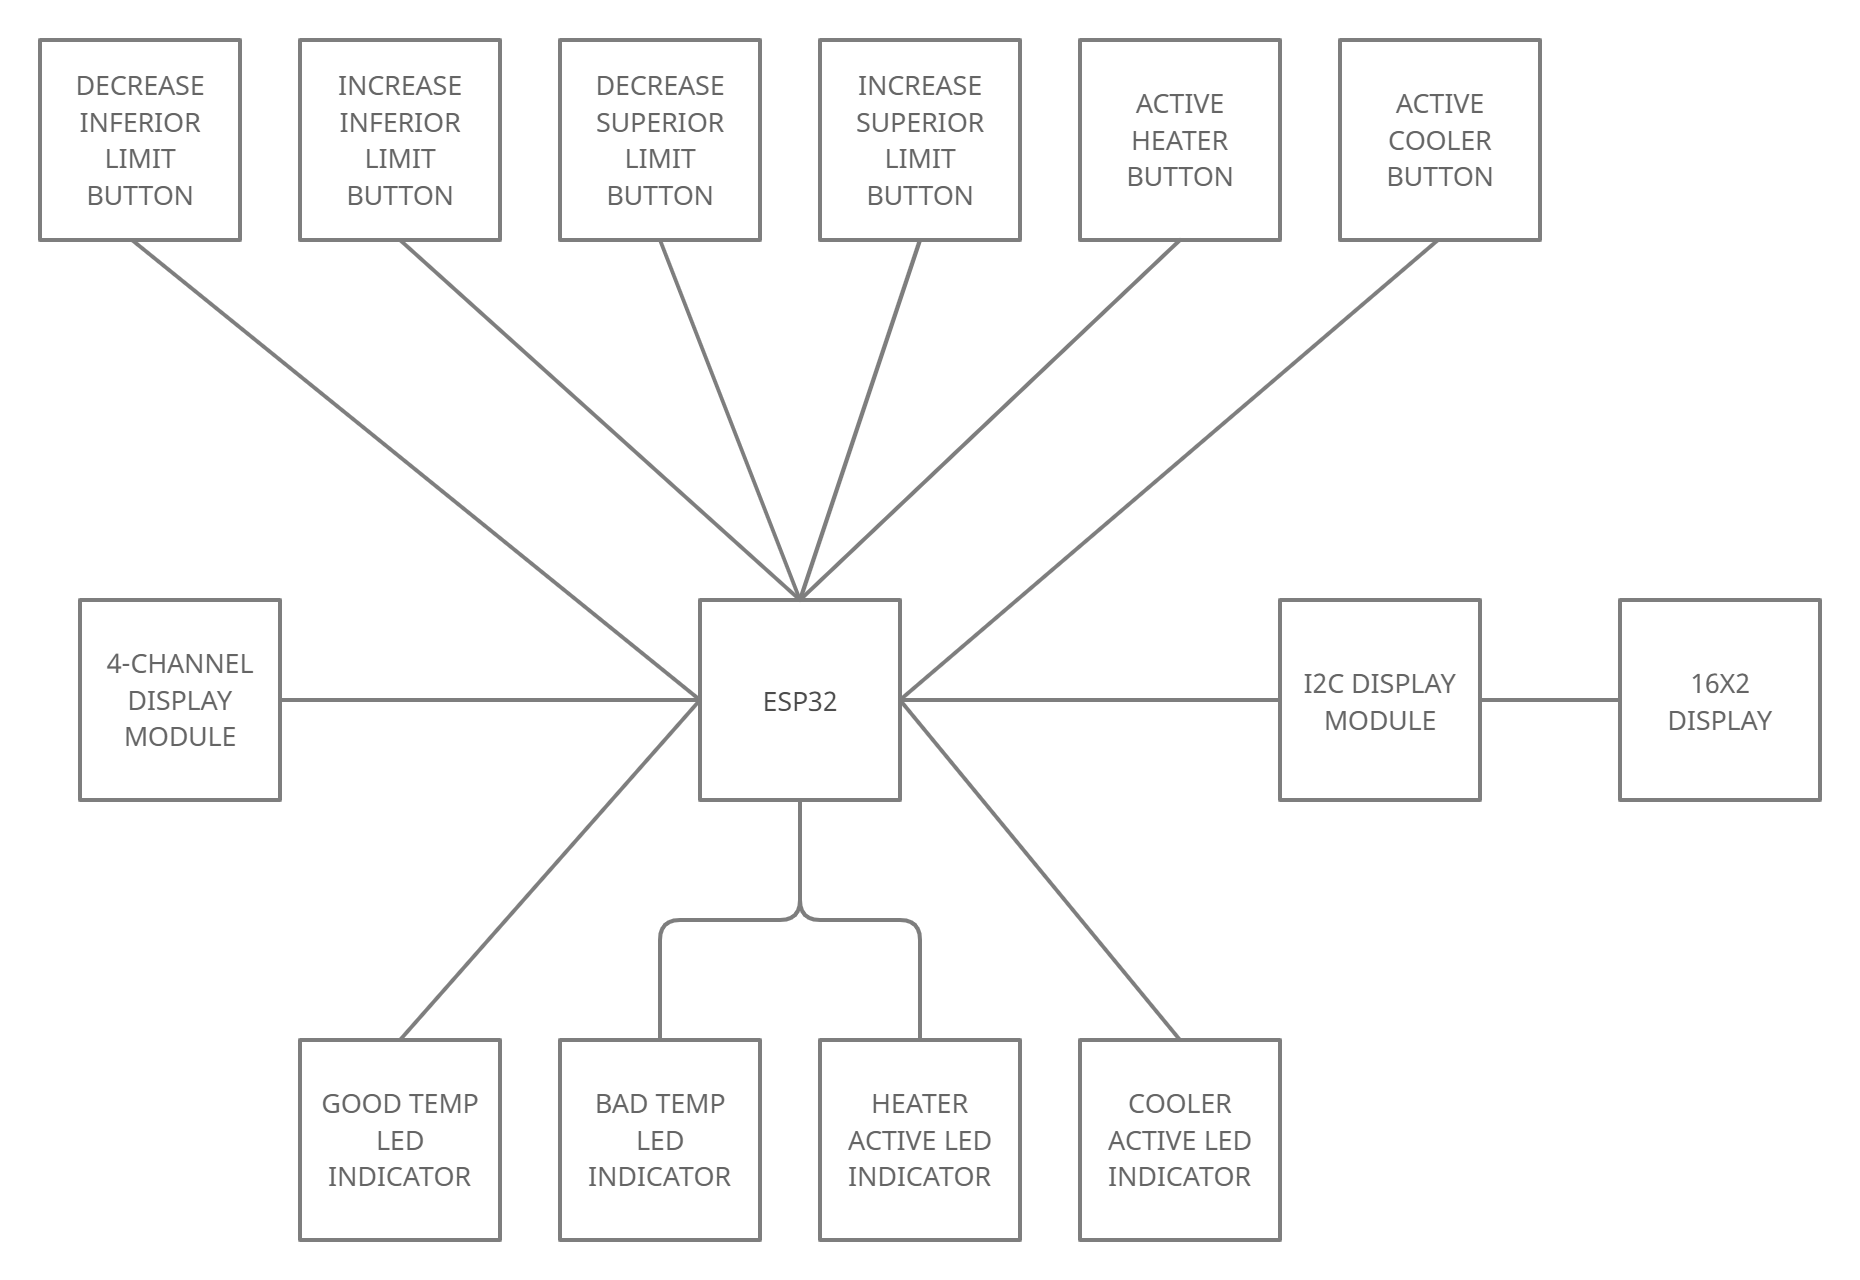 DECREASE
INFERIOR
LIMIT
BUTTON
INCREASE
INFERIOR
LIMIT
BUTTON
DECREASE
SUPERIOR
LIMIT
BUTTON
INCREASE
SUPERIOR
LIMIT
BUTTON
ACTIVE
HEATER
BUTTON
ACTIVE
COOLER
BUTTON
4-CHANNEL
DISPLAY
MODULE
ESP32
I2C DISPLAY
MODULE
16X2
DISPLAY
GOOD TEMP
LED
INDICATOR
BAD TEMP
LED
INDICATOR
HEATER
ACTIVE LED
INDICATOR
COOLER
ACTIVE LED
INDICATOR